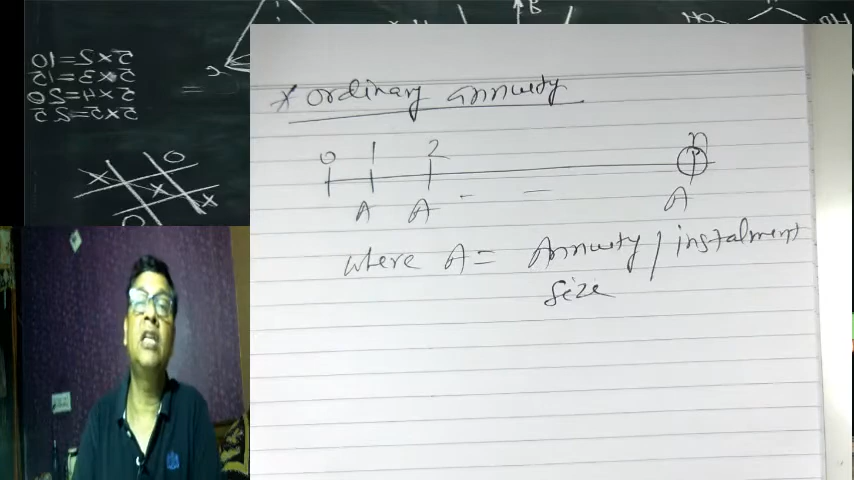 * ordinary annuity
0 1 2 n
A A - - A
where A = Annuity / instalment
size
5×2=10
5×3=15
5×4=20
5×5=25
O
X
X
X
O
x
B
HO